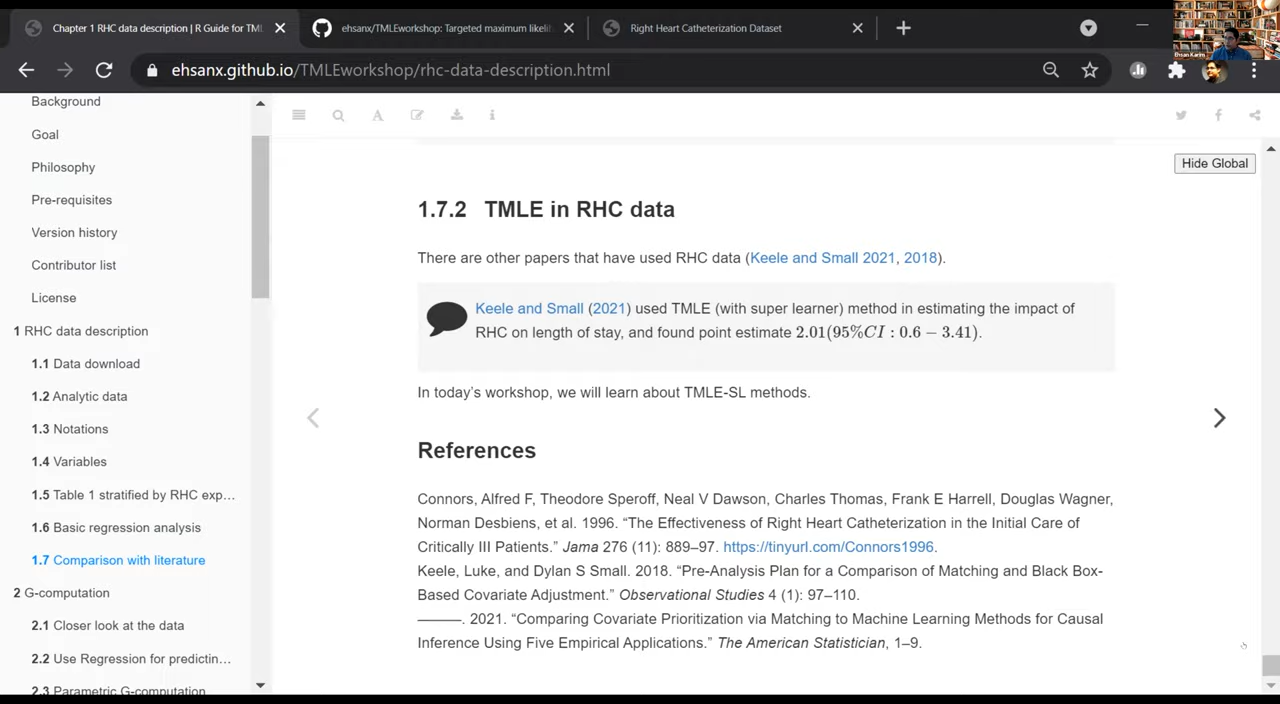 Chapter 1 RHC data description | R Guide for TML
ehsanx/TMLEworkshop: Targeted maximum likeli
Right Heart Catheterization Dataset
ehsanx.github.io/TMLEworkshop/rhc-data-description.html
Ehsan Karim
Background
Goal
Philosophy
Pre-requisites
Version history
Contributor list
License
1 RHC data description
1.1 Data download
1.2 Analytic data
1.3 Notations
1.4 Variables
1.5 Table 1 stratified by RHC exp…
1.6 Basic regression analysis
1.7 Comparison with literature
2 G-computation
2.1 Closer look at the data
2.2 Use Regression for predictin…
2.3 Parametric G-computation
Hide Global
1.7.2 TMLE in RHC data
There are other papers that have used RHC data (Keele and Small 2021, 2018).
Keele and Small (2021) used TMLE (with super learner) method in estimating the impact of
RHC on length of stay, and found point estimate 2.01(95%CI : 0.6 − 3.41).
In today's workshop, we will learn about TMLE-SL methods.
References
Connors, Alfred F, Theodore Speroff, Neal V Dawson, Charles Thomas, Frank E Harrell, Douglas Wagner,
Norman Desbiens, et al. 1996. “The Effectiveness of Right Heart Catheterization in the Initial Care of
Critically III Patients.” Jama 276 (11): 889–97. https://tinyurl.com/Connors1996.
Keele, Luke, and Dylan S Small. 2018. “Pre-Analysis Plan for a Comparison of Matching and Black Box-
Based Covariate Adjustment.” Observational Studies 4 (1): 97–110.
———. 2021. “Comparing Covariate Prioritization via Matching to Machine Learning Methods for Causal
Inference Using Five Empirical Applications.” The American Statistician, 1–9.